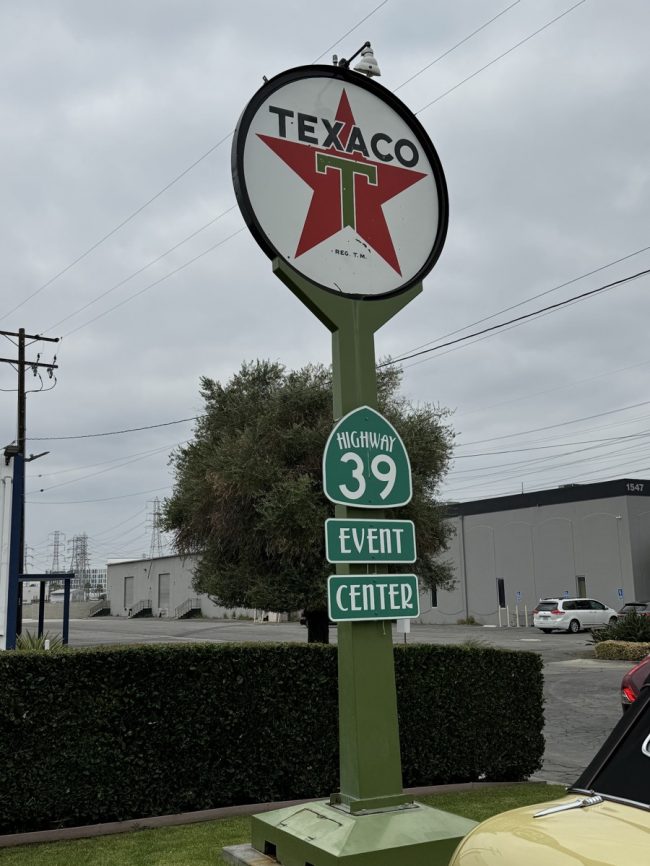 TEXACO
T
REG. T.M.
HIGHWAY
39
EVENT
CENTER
1547